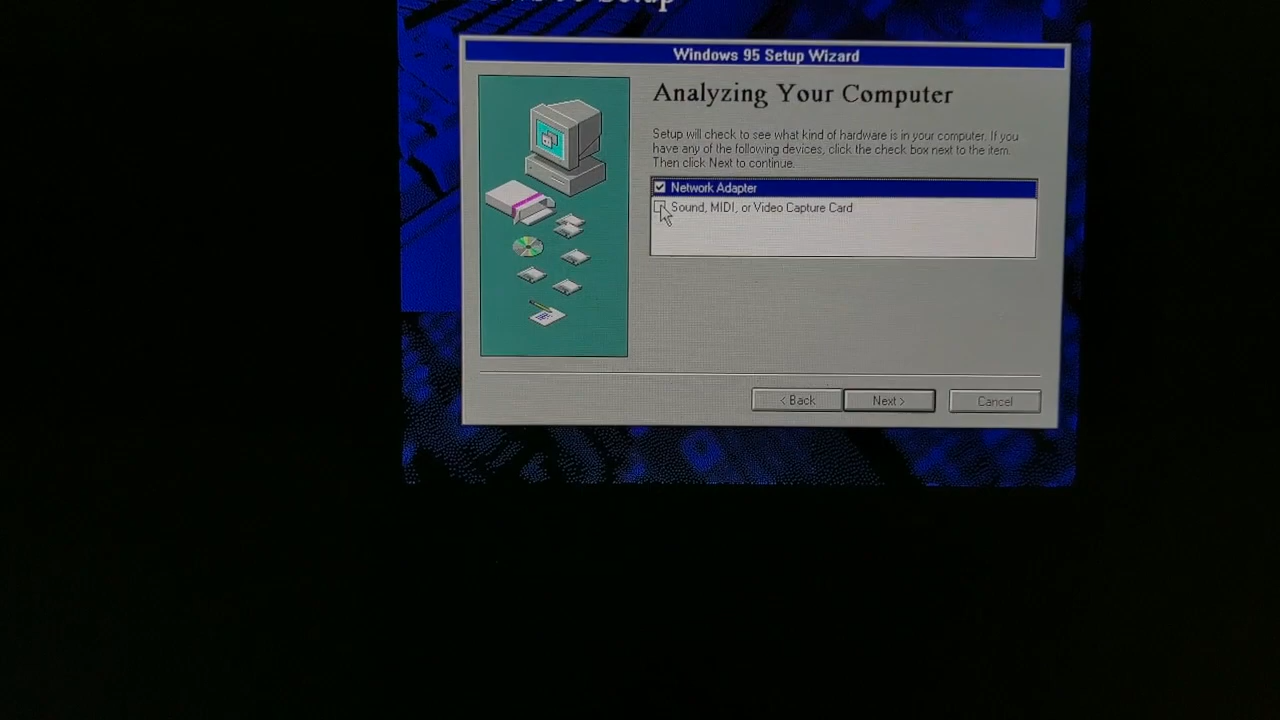 Setup
Windows 95 Setup Wizard
Analyzing Your Computer
Setup will check to see what kind of hardware is in your computer. If you
have any of the following devices, click the check box next to the item.
Then click Next to continue.
Network Adapter
Sound, MIDI, or Video Capture Card
< Back
Next >
Cancel